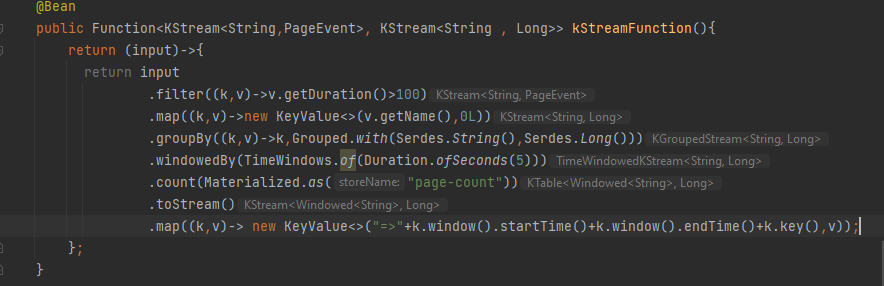 @Bean
public Function<KStream<String,PageEvent>, KStream<String , Long>> kStreamFunction(){
    return (input)->{
      return input
              .filter((k,v)->v.getDuration()>100) KStream<String, PageEvent>
              .map((k,v)->new KeyValue<>(v.getName(),0L)) KStream<String, Long>
              .groupBy((k,v)->k,Grouped.with(Serdes.String(),Serdes.Long())) KGroupedStream<String, Long>
              .windowedBy(TimeWindows.of(Duration.ofSeconds(5))) TimeWindowedKStream<String, Long>
              .count(Materialized.as( storeName: "page-count")) KTable<Windowed<String>, Long>
              .toStream() KStream<Windowed<String>, Long>
              .map((k,v)-> new KeyValue<>("=>"+k.window().startTime()+k.window().endTime()+k.key(),v));
    };
}